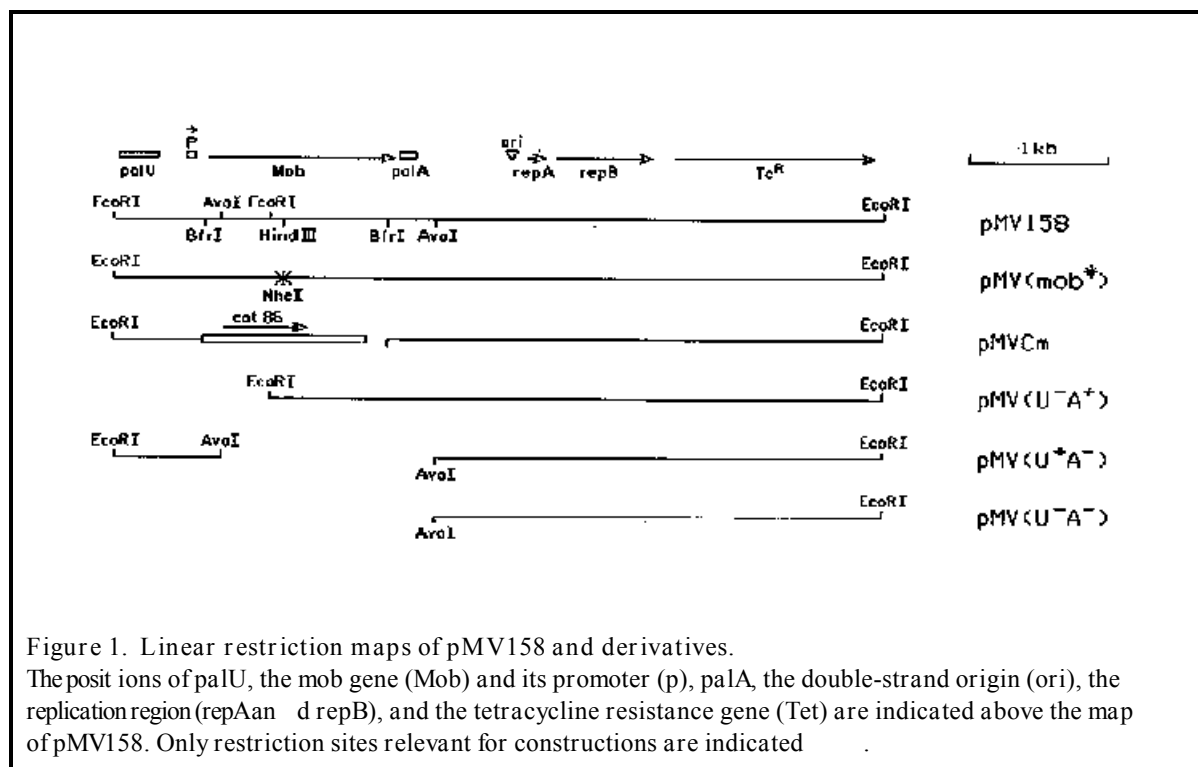 P ori 1 kb
palU Mob palA repA repB TcR
EcoRI AvaI EcoRI EcoRI
BfrI HindIII BfrI AvaI pMV158
EcoRI EcoRI
NheI pMV(mob*)
EcoRI cat 86 EcoRI
pMVCm
EcoRI EcoRI
pMV(U⁻A⁺)
EcoRI AvaI EcoRI
AvaI pMV(U⁺A⁻)
EcoRI
AvaI pMV(U⁻A⁻)
Figure 1. Linear restriction maps of pMV158 and derivatives.
The posit ions of palU, the mob gene (Mob) and its promoter (p), palA, the double-strand origin (ori), the
replication region (repAan d repB), and the tetracycline resistance gene (Tet) are indicated above the map
of pMV158. Only restriction sites relevant for constructions are indicated .